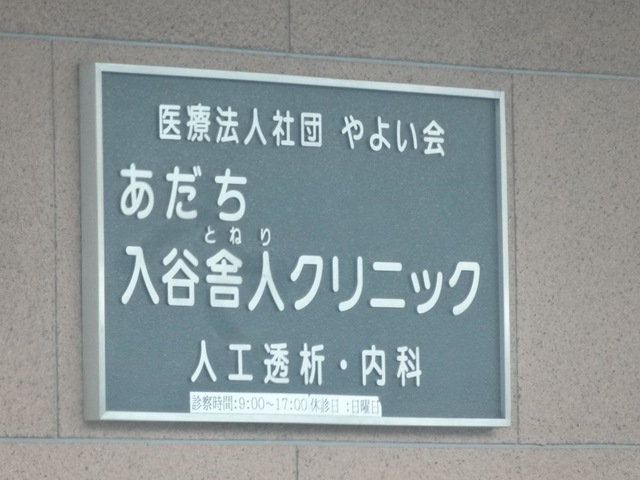 医療法人社団 やよい会
あだち
とねり
入谷舎人クリニック
人工透析・内科
診察時間:9:00～17:00 休診日:日曜日